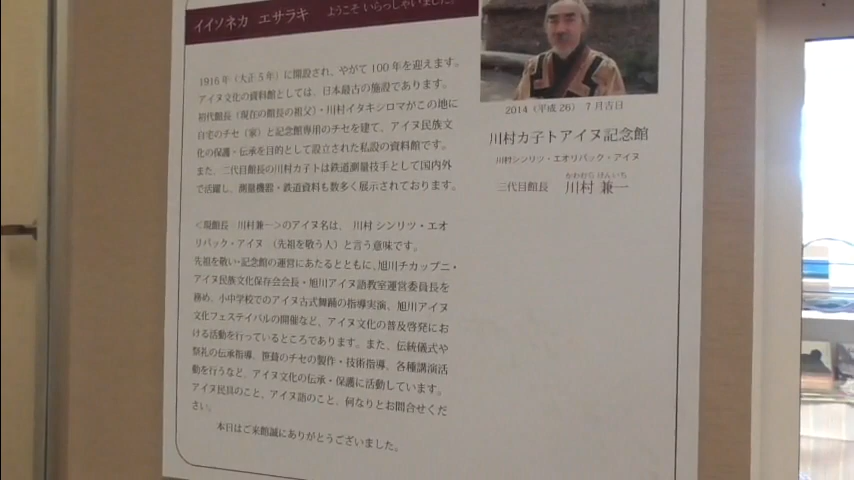 イイソネカ エサラキ ようこそ いらっしゃいました。
1916年（大正5年）に開設され、やがて100年を迎えます。
アイヌ文化の資料館としては、日本最古の施設であります。
初代館長（現在の館長の祖父）・川村イタキシロマがこの地に
自宅のチセ（家）と記念館専用のチセを建て、アイヌ民族文
化の保護・伝承を目的として設立された私設の資料館です。
また、二代目館長の川村カ子トは鉄道測量技手として国内外
で活躍し、測量機器・鉄道資料も数多く展示されております。
＜現館長 川村兼一＞のアイヌ名は、川村 シンリツ・エオ
リパック・アイヌ （先祖を敬う人）と言う意味です。
先祖を敬い・記念館の運営にあたるとともに、旭川チカップニ・
アイヌ民族文化保存会会長・旭川アイヌ語教室運営委員長を
務め、小中学校でのアイヌ古式舞踊の指導実演、旭川アイヌ
文化フェスティバルの開催など、アイヌ文化の普及啓発にお
ける活動を行っているところであります。また、伝統儀式や
祭礼の伝承指導、笹葺のチセの製作・技術指導、各種講演活
動を行うなど、アイヌ文化の伝承・保護に活動しています。
アイヌ民具のこと、アイヌ語のこと、何なりとお問合せくだ
さい。
本日はご来館誠にありがとうございました。
2014（平成26）7月吉日
川村カ子トアイヌ記念館
川村シンリツ・エオリパック・アイヌ
かわむら けんいち
三代目館長 川村 兼一